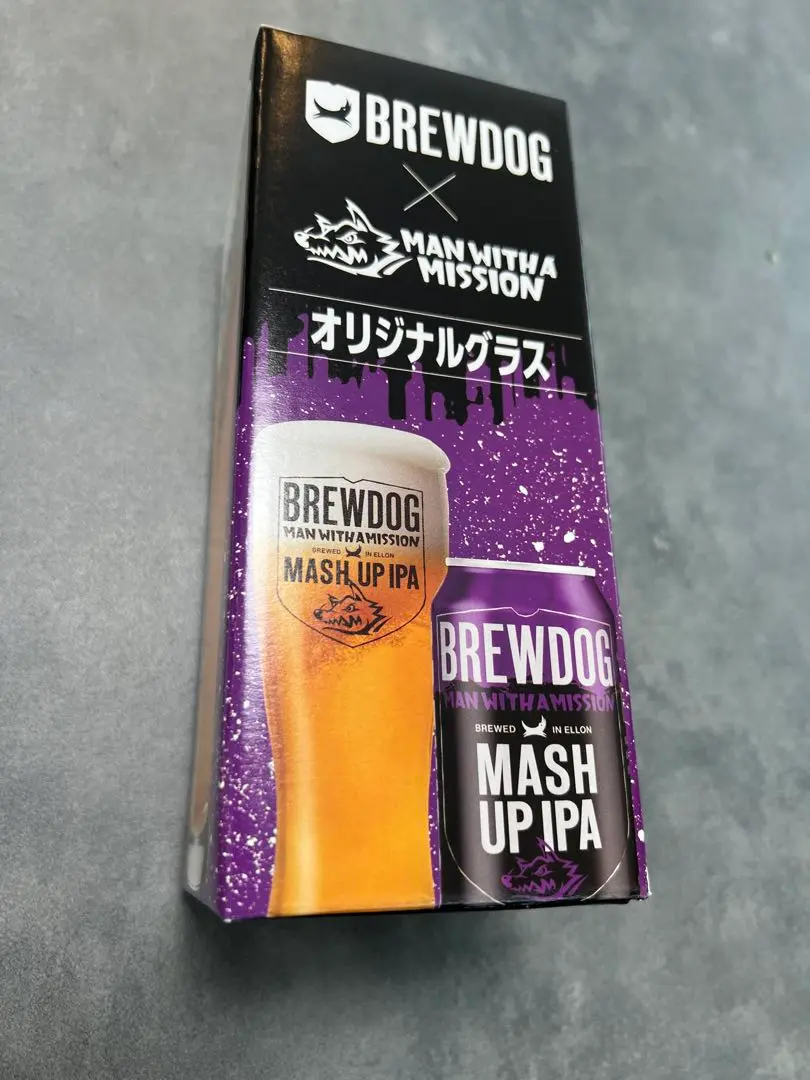 BREWDOG
MAN WITH A
MISSION
オリジナルグラス
BREWDOG
MAN WITH A MISSION
BREWED IN ELLON
MASH UP IPA
BREWDOG
MAN WITH A MISSION
BREWED IN ELLON
MASH
UP IPA